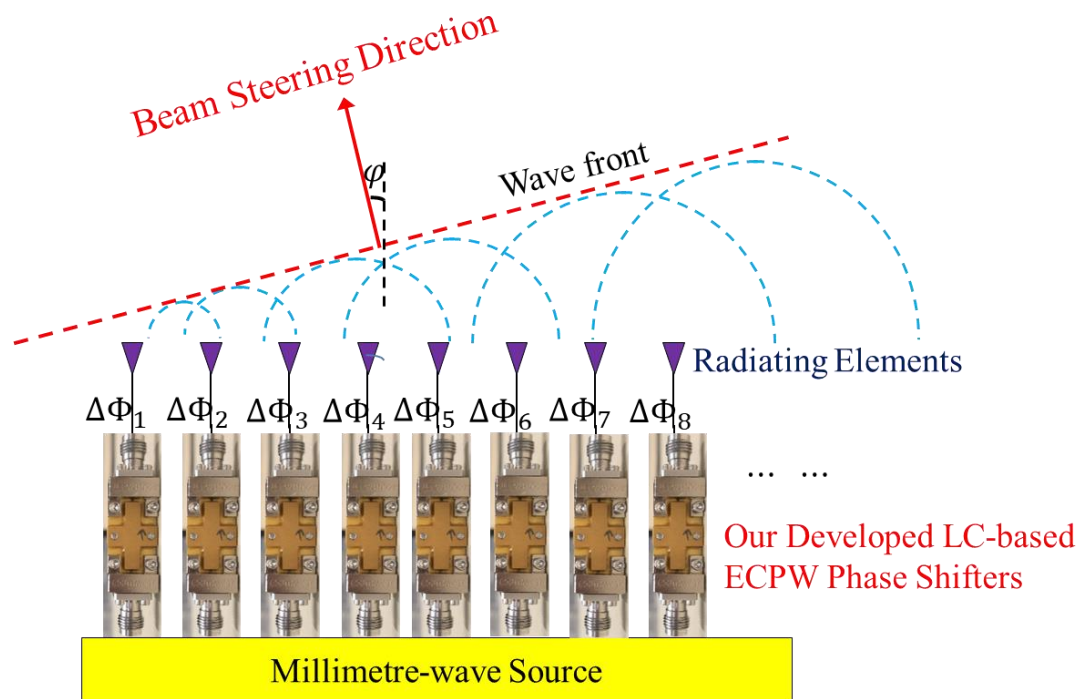 Beam Steering Direction
φ
Wave front
Radiating Elements
ΔΦ₁ ΔΦ₂ ΔΦ₃ ΔΦ₄ ΔΦ₅ ΔΦ₆ ΔΦ₇ ΔΦ₈
... ...
Our Developed LC-based
ECPW Phase Shifters
Millimetre-wave Source